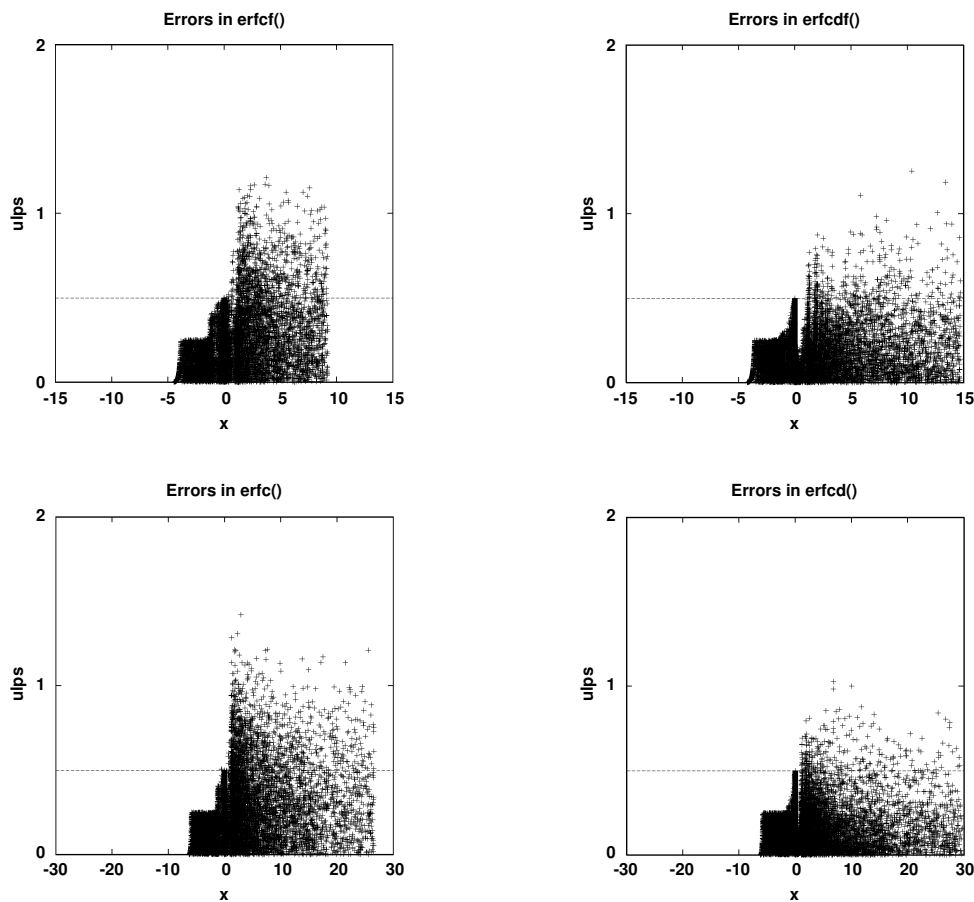 Errors in erfcf()
2
1
0
ulps
-15 -10 -5 0 5 10 15
x
Errors in erfcdf()
2
1
0
ulps
-15 -10 -5 0 5 10 15
x
Errors in erfc()
2
1
0
ulps
-30 -20 -10 0 10 20 30
x
Errors in erfcd()
2
1
0
ulps
-30 -20 -10 0 10 20 30
x